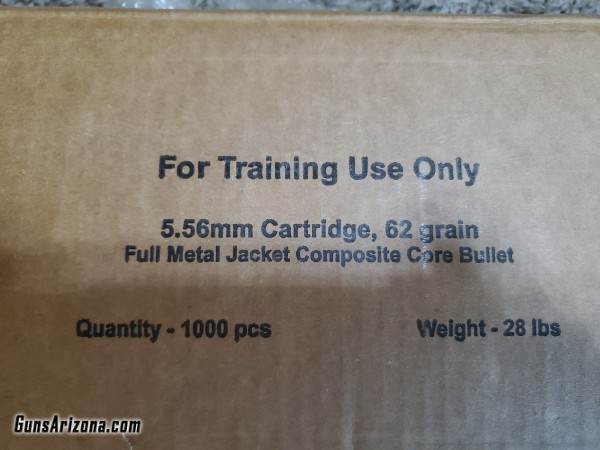 For Training Use Only
5.56mm Cartridge, 62 grain
Full Metal Jacket Composite Core Bullet
Quantity - 1000 pcs Weight - 28 lbs
GunsArizona.com